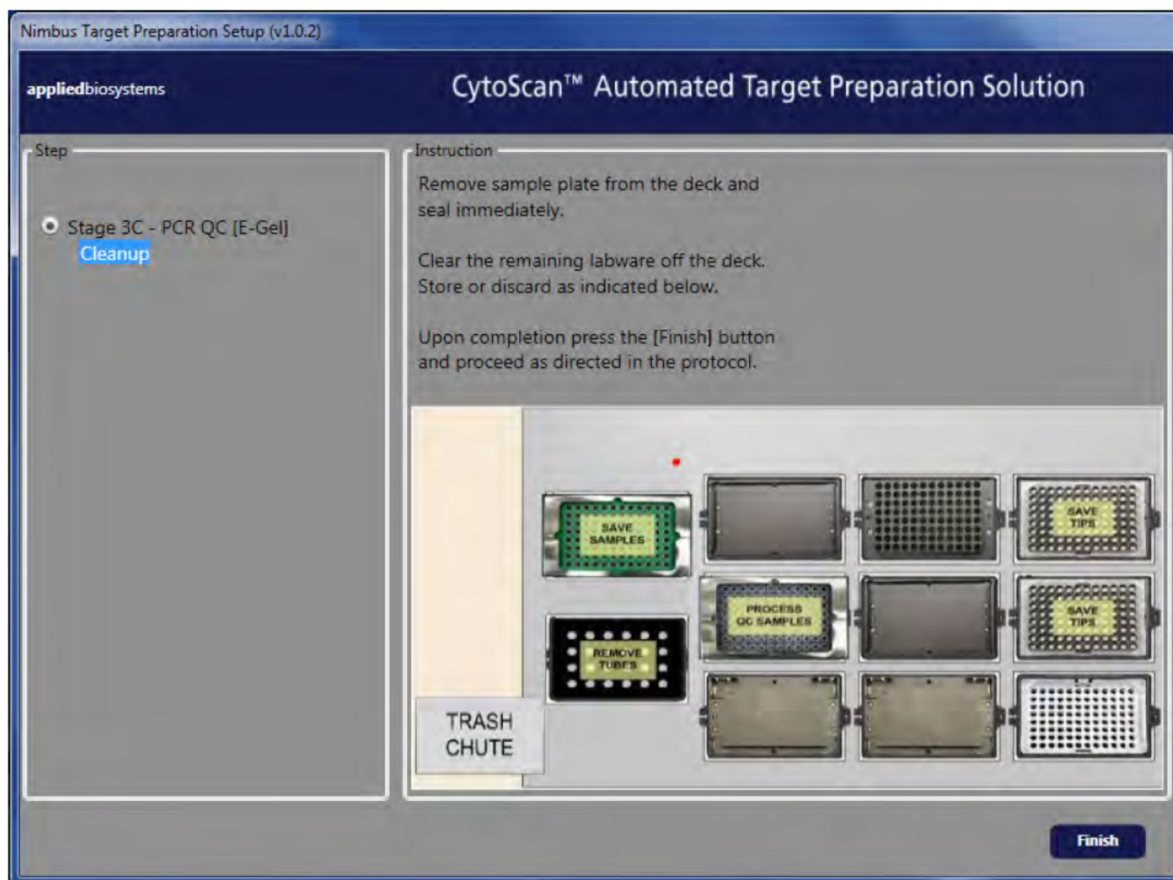 Nimbus Target Preparation Setup (v1.0.2)
appliedbiosystems
CytoScan™ Automated Target Preparation Solution
Step
Stage 3C - PCR QC [E-Gel]
Cleanup
Instruction
Remove sample plate from the deck and
seal immediately.
Clear the remaining labware off the deck.
Store or discard as indicated below.
Upon completion press the [Finish] button
and proceed as directed in the protocol.
SAVE
SAMPLES
SAVE
TIPS
PROCESS
QC SAMPLES
SAVE
TIPS
REMOVE
TUBES
TRASH
CHUTE
Finish